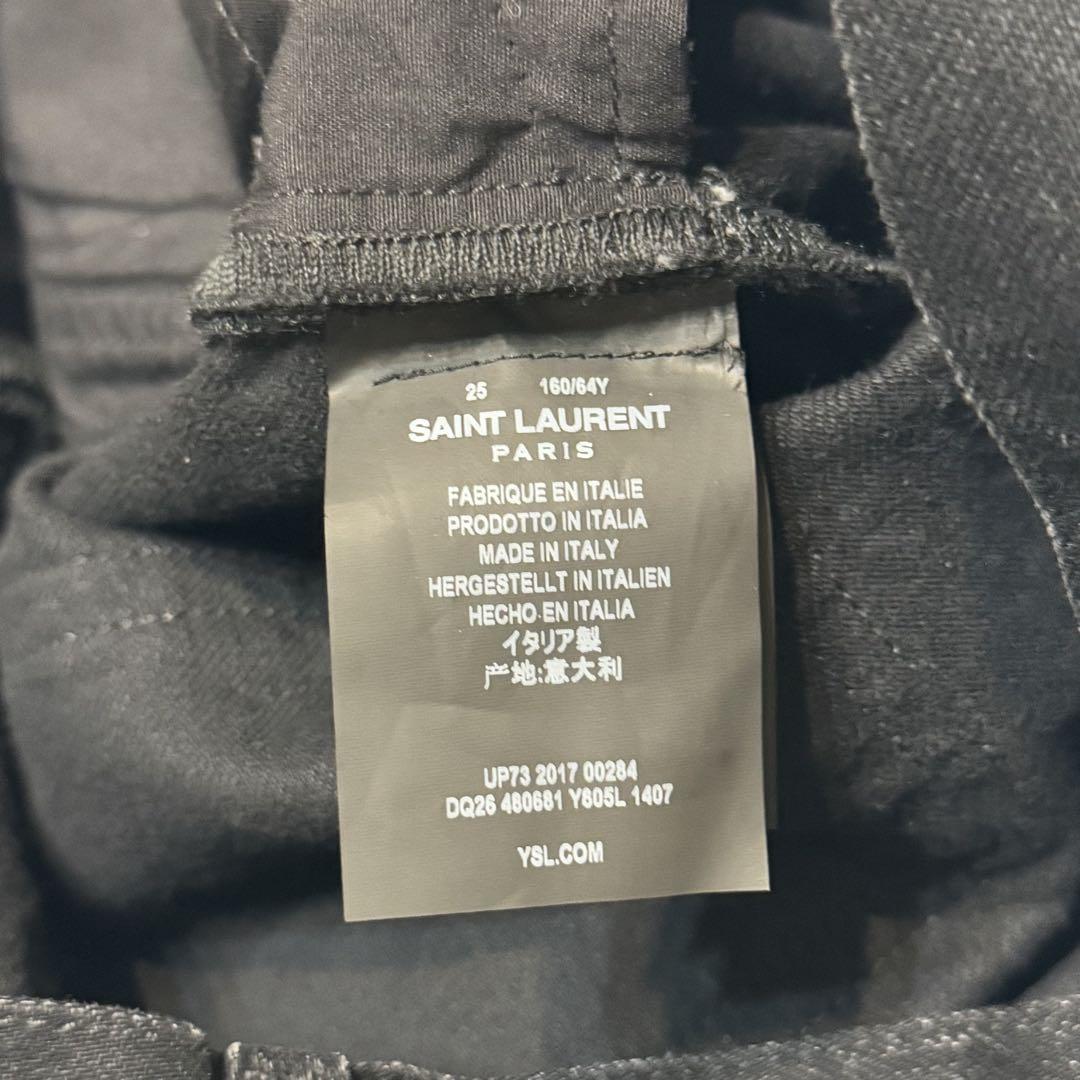 25 160/64Y
SAINT LAURENT
PARIS
FABRIQUE EN ITALIE
PRODOTTO IN ITALIA
MADE IN ITALY
HERGESTELLT IN ITALIEN
HECHO EN ITALIA
イタリア製
产地:意大利
UP73 2017 00284
DQ26 480681 Y605L 1407
YSL.COM